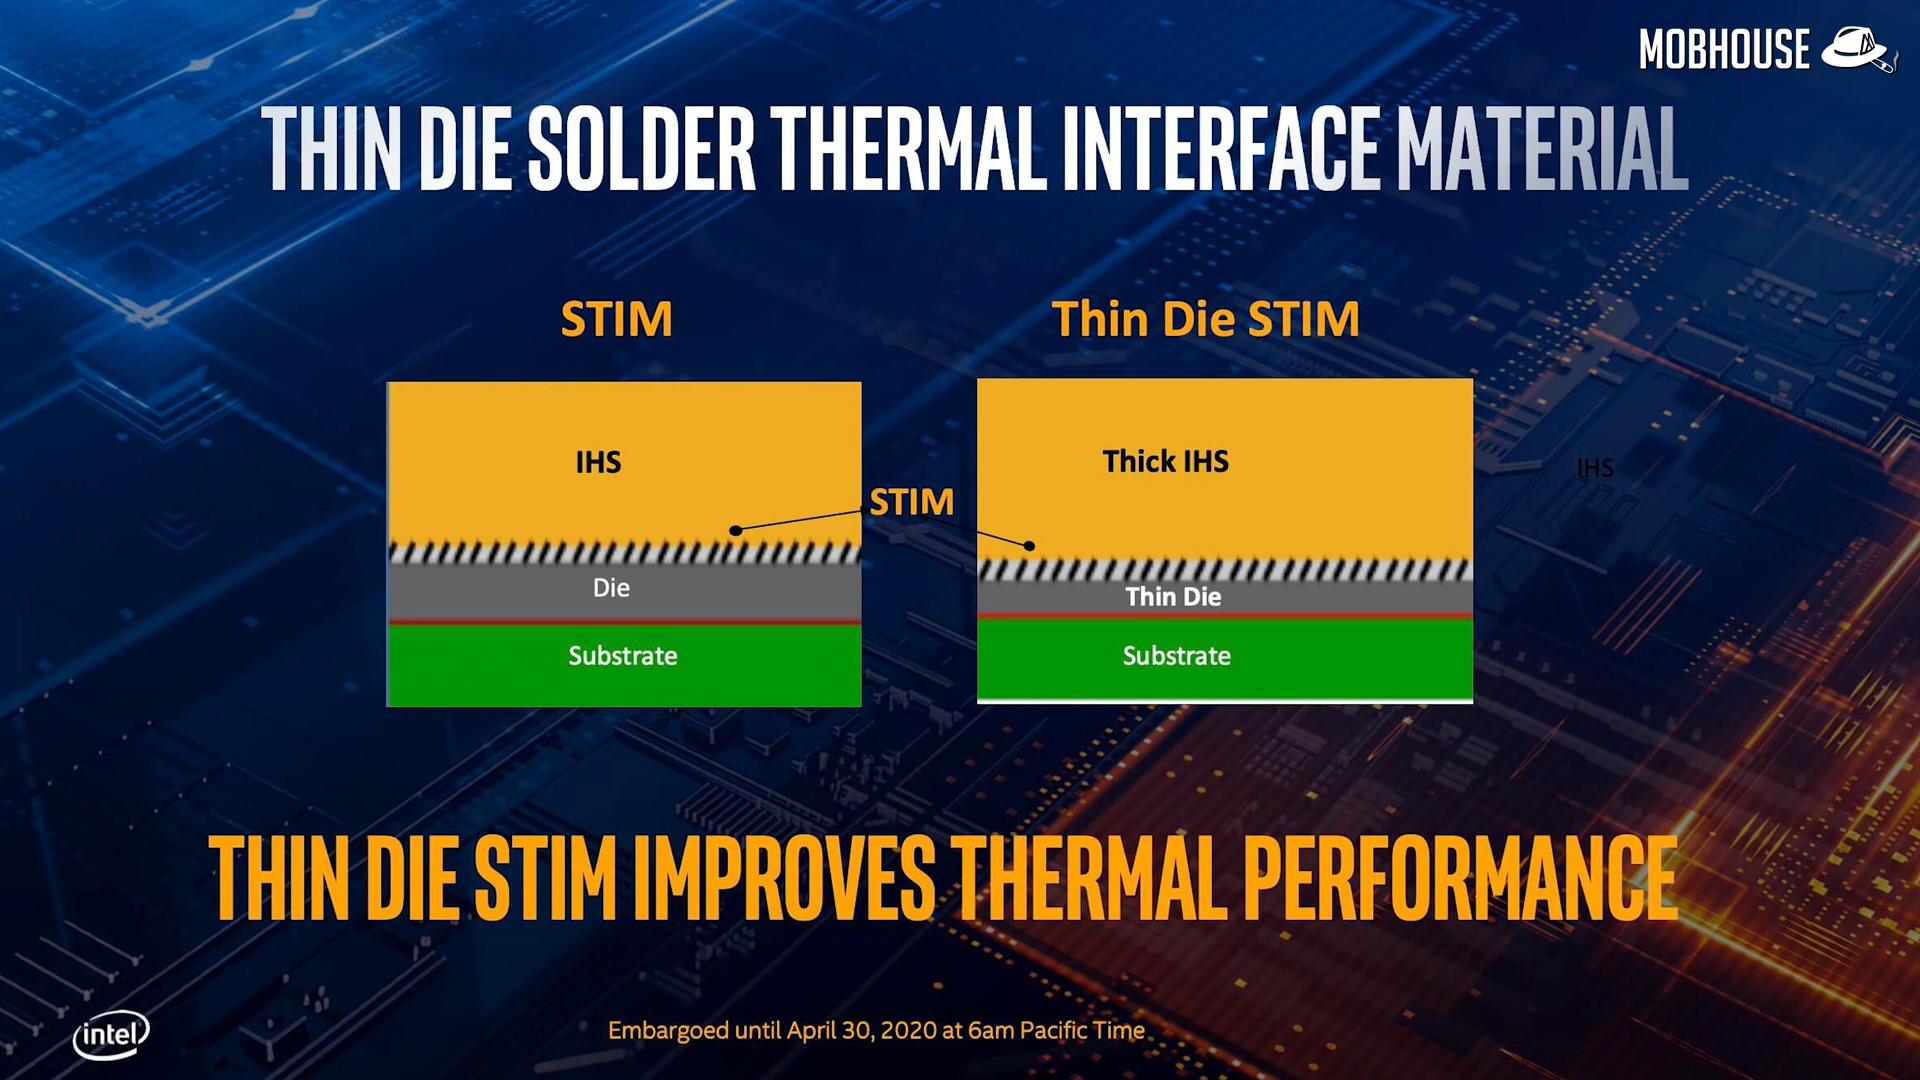 MOBHOUSE
THIN DIE SOLDER THERMAL INTERFACE MATERIAL
STIM
Thin Die STIM
IHS
Thick IHS
IHS
STIM
Die
Thin Die
Substrate
Substrate
THIN DIE STIM IMPROVES THERMAL PERFORMANCE
intel
Embargoed until April 30, 2020 at 6am Pacific Time